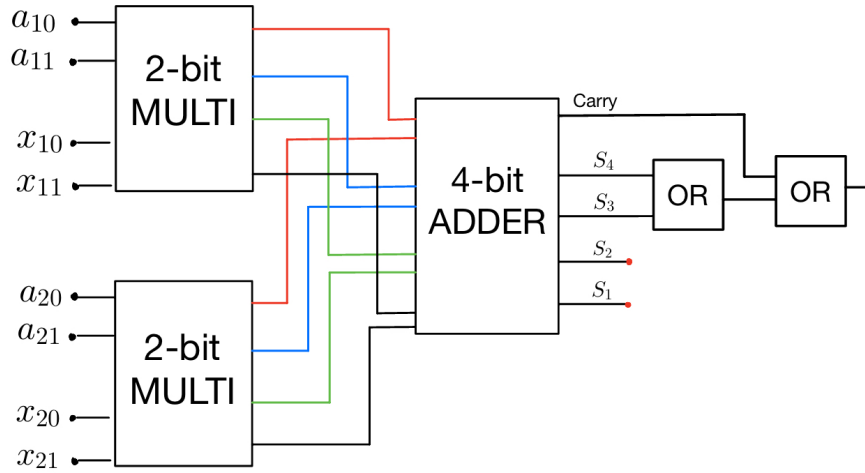 a10
a11
x10
x11
2-bit
MULTI
a20
a21
x20
x21
2-bit
MULTI
4-bit
ADDER
Carry
S4
S3
S2
S1
OR
OR